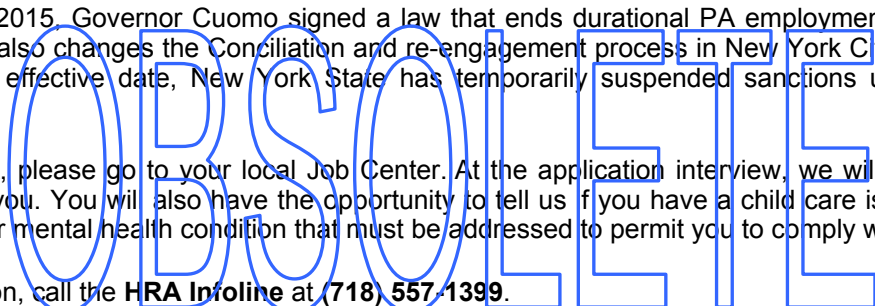 2015, Governor Cuomo signed a law that ends durational PA employmen
also changes the Conciliation and re-engagement process in New York Ci
effective date, New York State has temporarily suspended sanctions u
, please go to your local Job Center. At the application interview, we wil
you. You will also have the opportunity to tell us if you have a child care is
r mental health condition that must be addressed to permit you to comply w
on, call the HRA Infoline at (718) 557-1399.
OBSOLETE